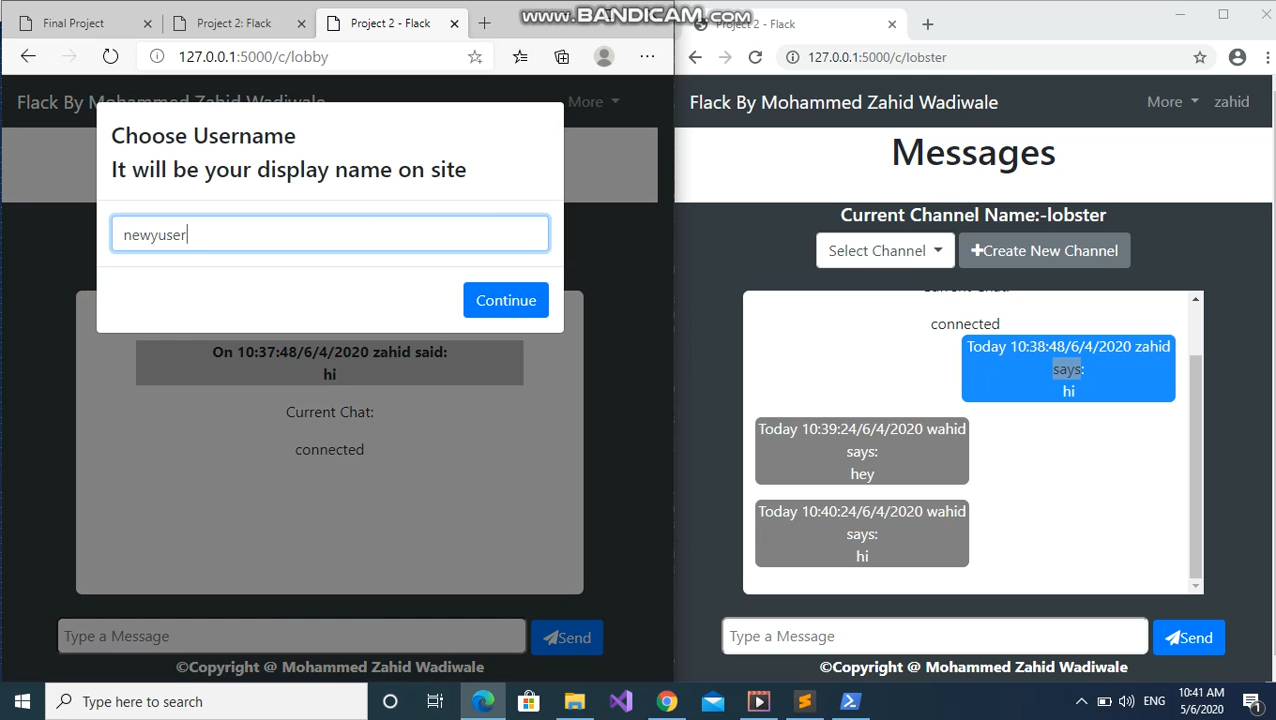 www.BANDICAM.com
Final Project
Project 2: Flack
Project 2 - Flack
127.0.0.1:5000/c/lobby
Flack By Mohammed Zahid Wadiwale
More
Choose Username
It will be your display name on site
newyuser
Continue
On 10:37:48/6/4/2020 zahid said:
hi
Current Chat:
connected
Type a Message
Send
©Copyright @ Mohammed Zahid Wadiwale
Project 2 - Flack
127.0.0.1:5000/c/lobster
Flack By Mohammed Zahid Wadiwale
More
zahid
Messages
Current Channel Name:-lobster
Select Channel
Create New Channel
Current Chat:
connected
Today 10:38:48/6/4/2020 zahid
says:
hi
Today 10:39:24/6/4/2020 wahid
says:
hey
Today 10:40:24/6/4/2020 wahid
says:
hi
Type a Message
Send
©Copyright @ Mohammed Zahid Wadiwale
Type here to search
ENG
10:41 AM
5/6/2020
1